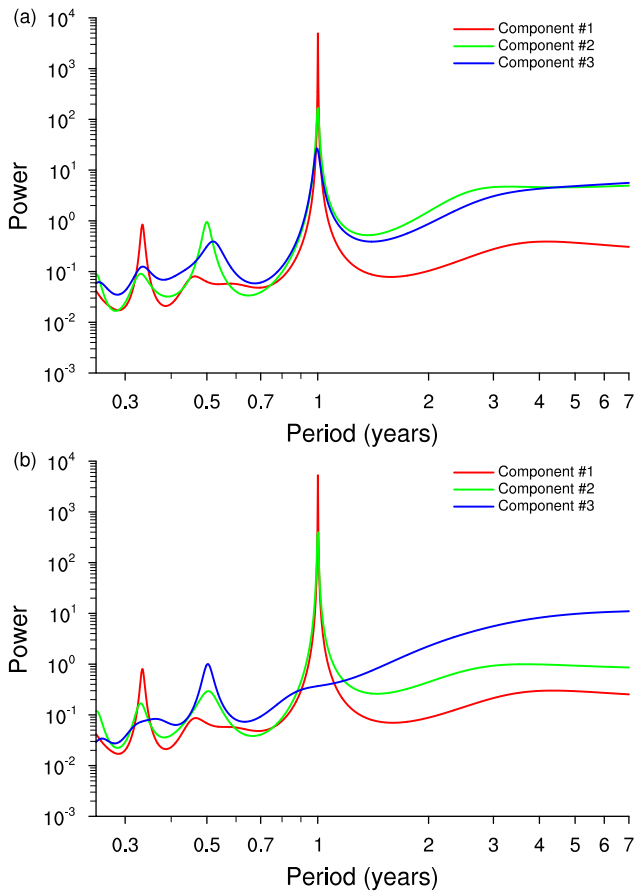 (a)
10^4
10^3
10^2
10^1
10^0
10^-1
10^-2
10^-3
Power
Component #1
Component #2
Component #3
0.3 0.5 0.7 1 2 3 4 5 6 7
Period (years)
(b)
10^4
10^3
10^2
10^1
10^0
10^-1
10^-2
10^-3
Power
Component #1
Component #2
Component #3
0.3 0.5 0.7 1 2 3 4 5 6 7
Period (years)